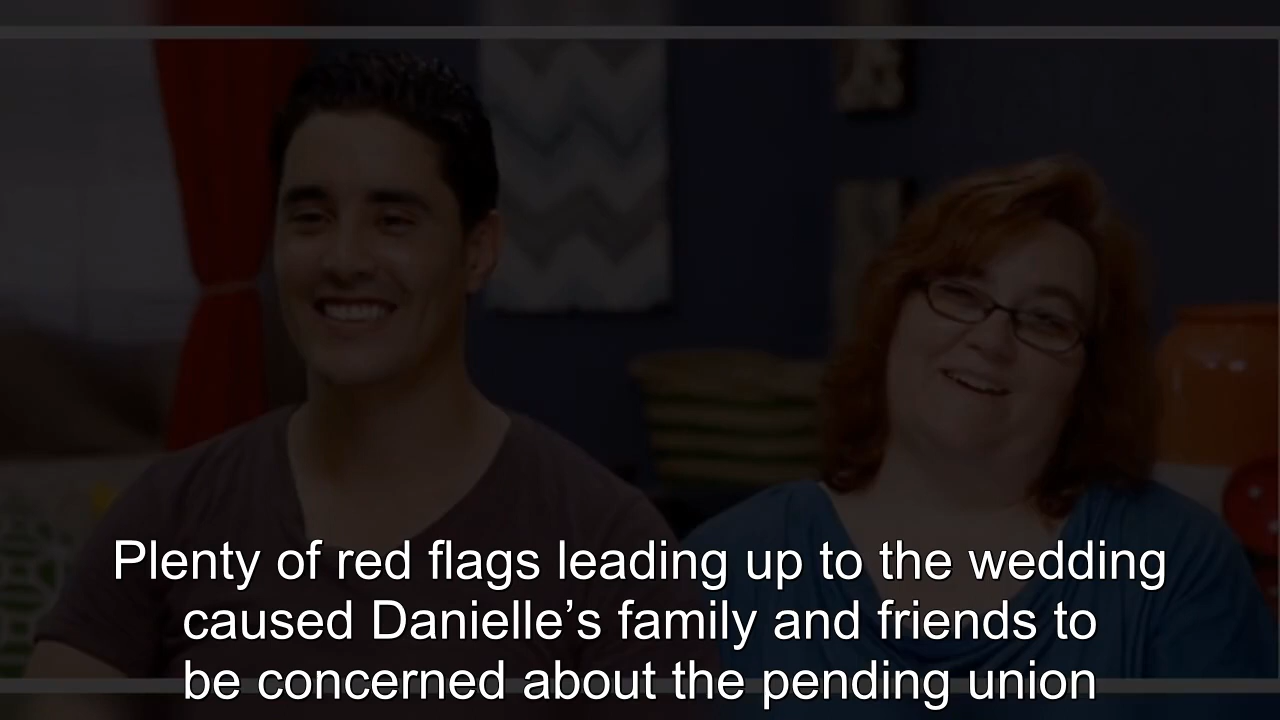 Plenty of red flags leading up to the wedding
caused Danielle’s family and friends to
be concerned about the pending union